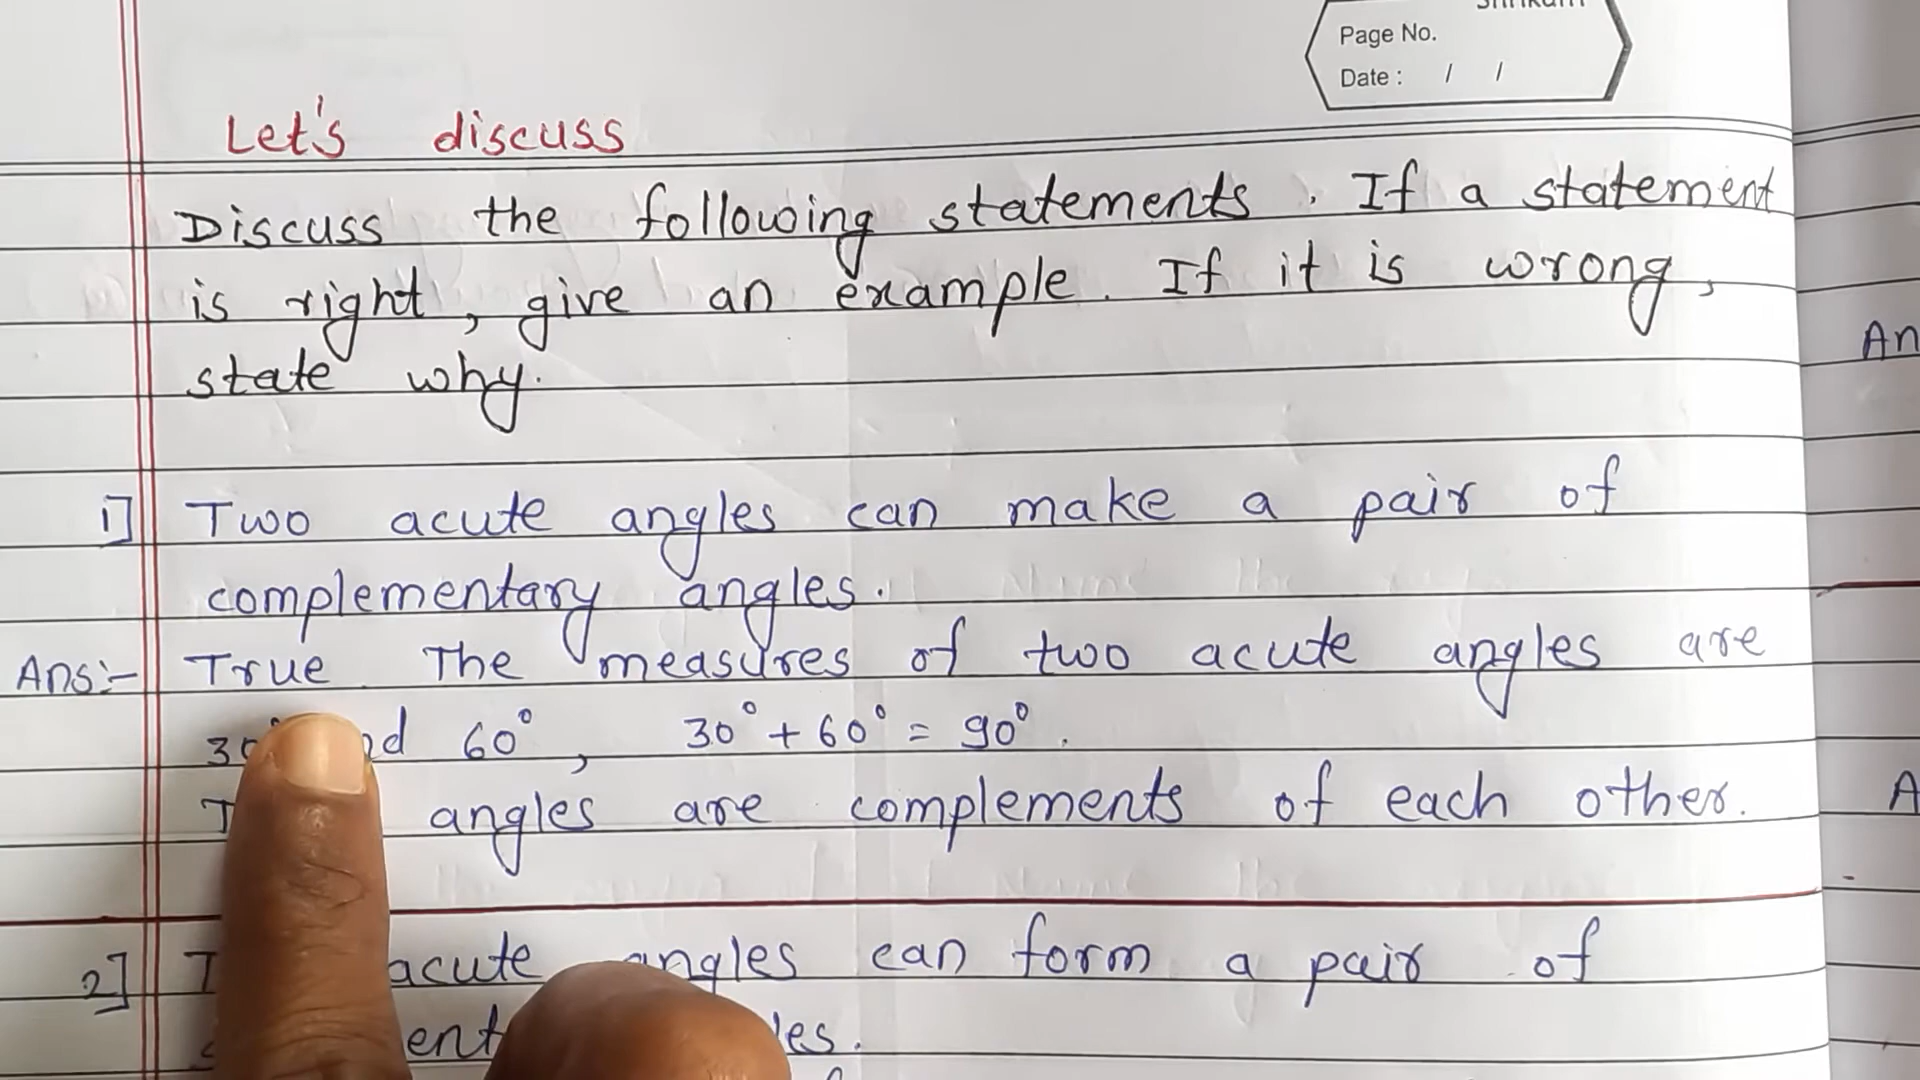 Page No.
Date : / /
Let's discuss
Discuss the following statements. If a statement
is right, give an example. If it is wrong,
state why.
1] Two acute angles can make a pair of
complementary angles.
Ans:- True. The measures of two acute angles are
60°, 30° + 60° = 90°.
angles are complements of each other.
2] acute angles can form a pair of
An
A